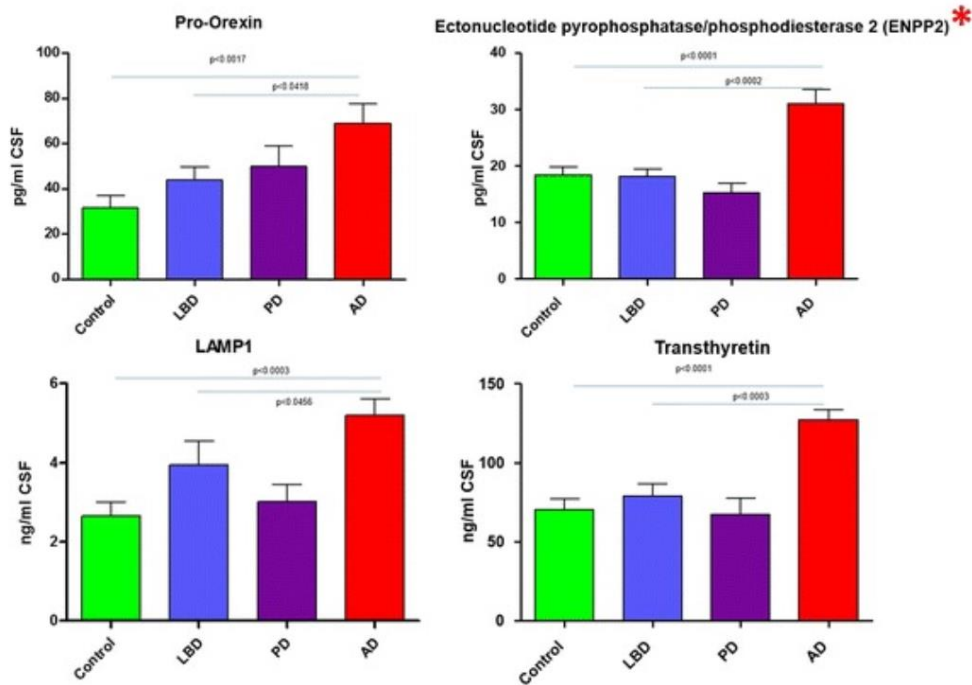 Pro-Orexin
100
80
60
40
20
0
pg/ml CSF
p<0.0017
p<0.0418
Control
LBD
PD
AD
Ectonucleotide pyrophosphatase/phosphodiesterase 2 (ENPP2) *
40
30
20
10
0
pg/ml CSF
p<0.0001
p<0.0002
Control
LBD
PD
AD
LAMP1
6
4
2
0
ng/ml CSF
p<0.0003
p<0.0456
Control
LBD
PD
AD
Transthyretin
150
100
50
0
ng/ml CSF
p<0.0001
p<0.0003
Control
LBD
PD
AD